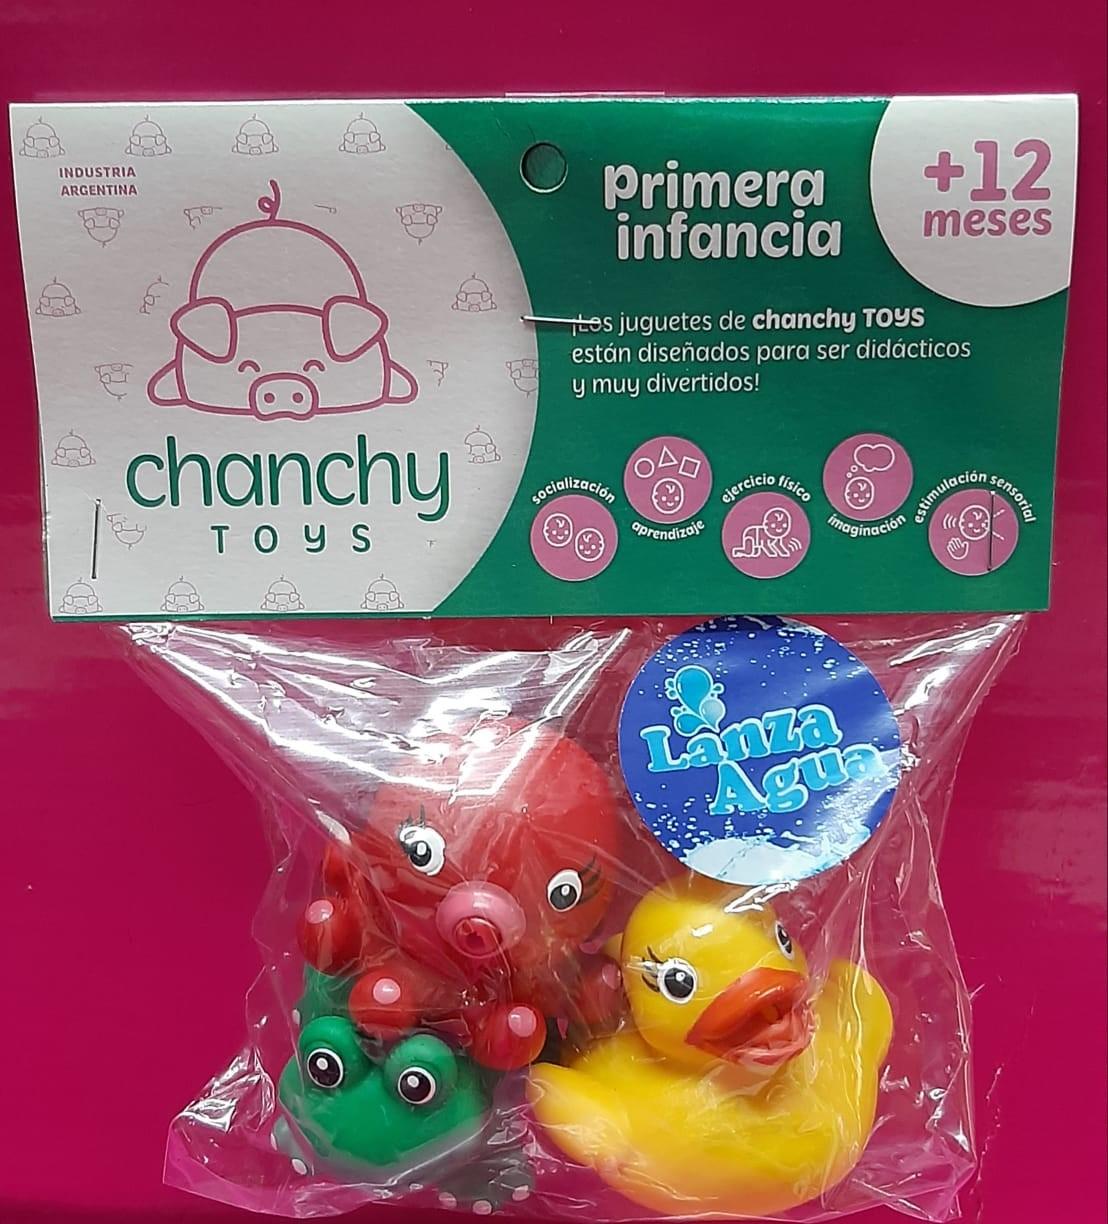 INDUSTRIA
ARGENTINA
chanchy
TOYS
Primera
infancia
+12
meses
¡Los juguetes de chanchy TOYS
están diseñados para ser didácticos
y muy divertidos!
socialización
aprendizaje
ejercicio físico
imaginación
estimulación sensorial
Lanza
Agua